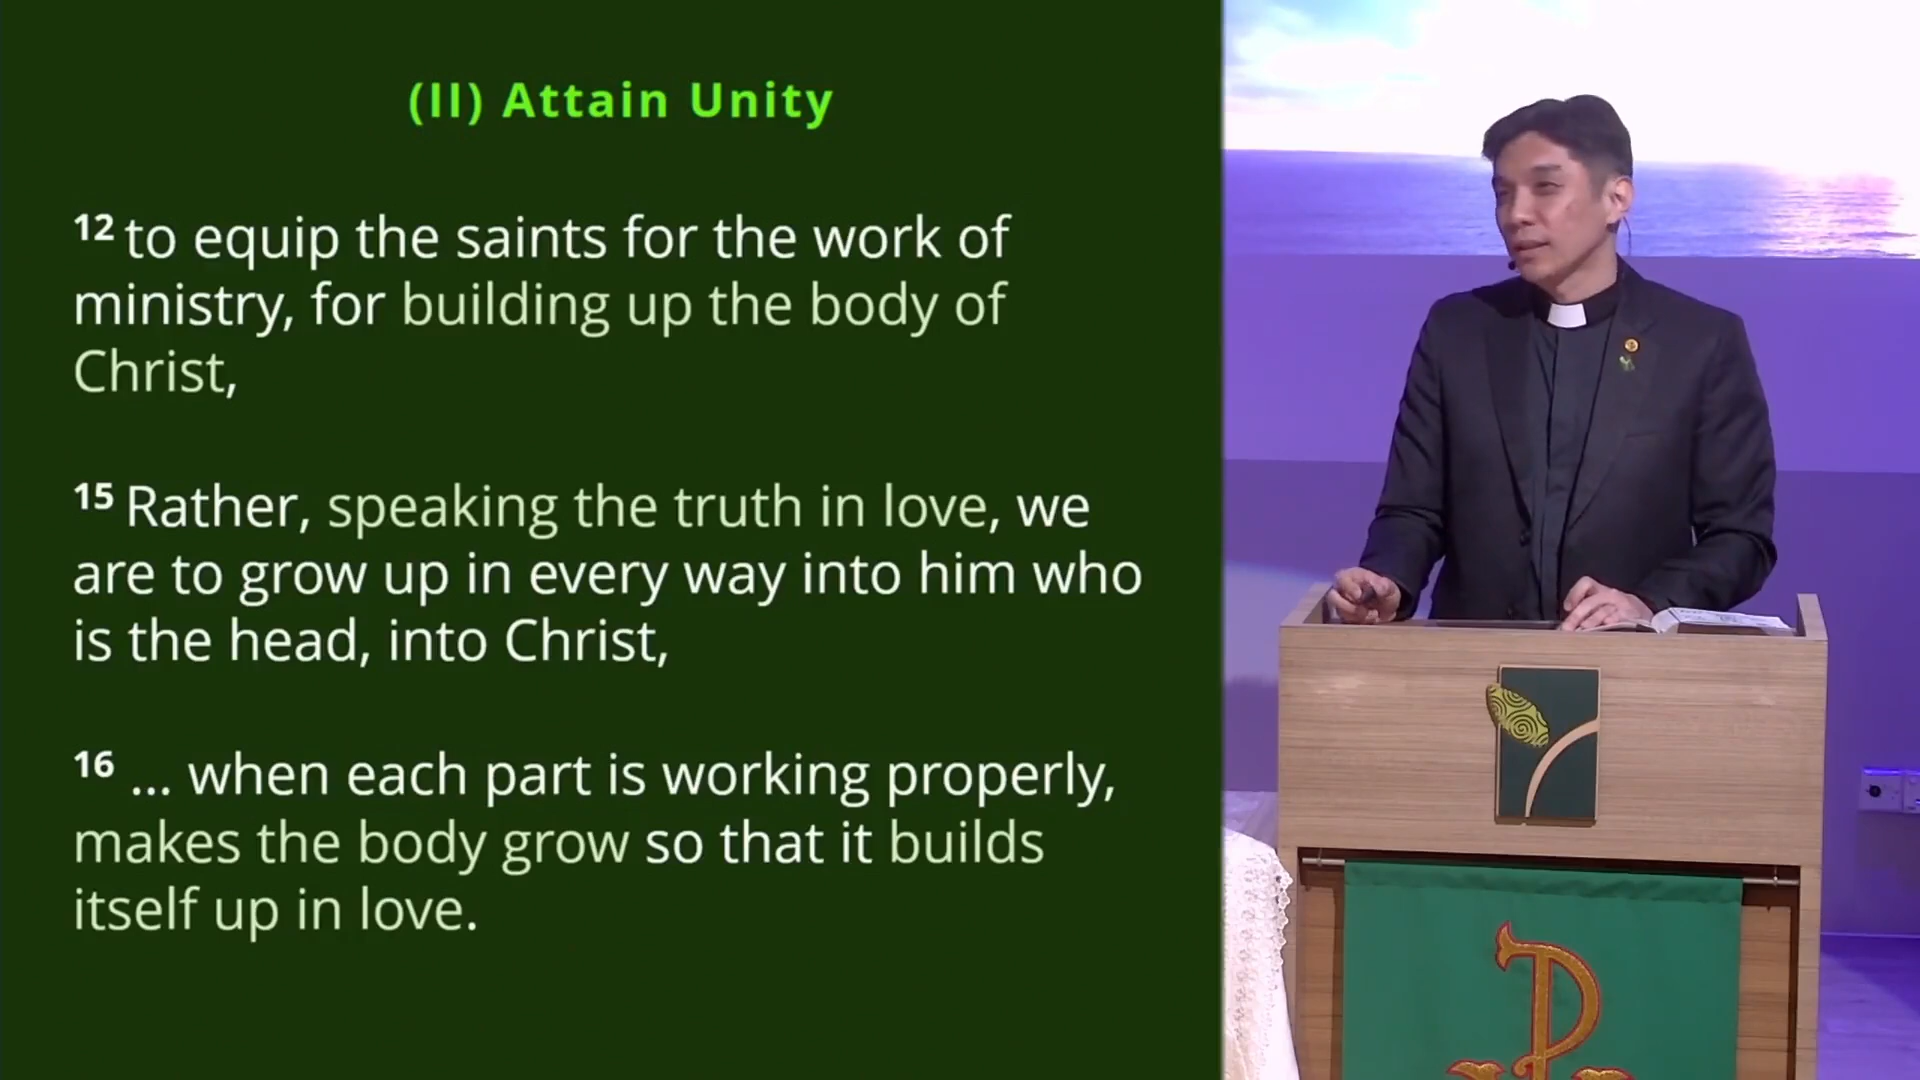 (II) Attain Unity
12 to equip the saints for the work of
ministry, for building up the body of
Christ,
15 Rather, speaking the truth in love, we
are to grow up in every way into him who
is the head, into Christ,
16 ... when each part is working properly,
makes the body grow so that it builds
itself up in love.